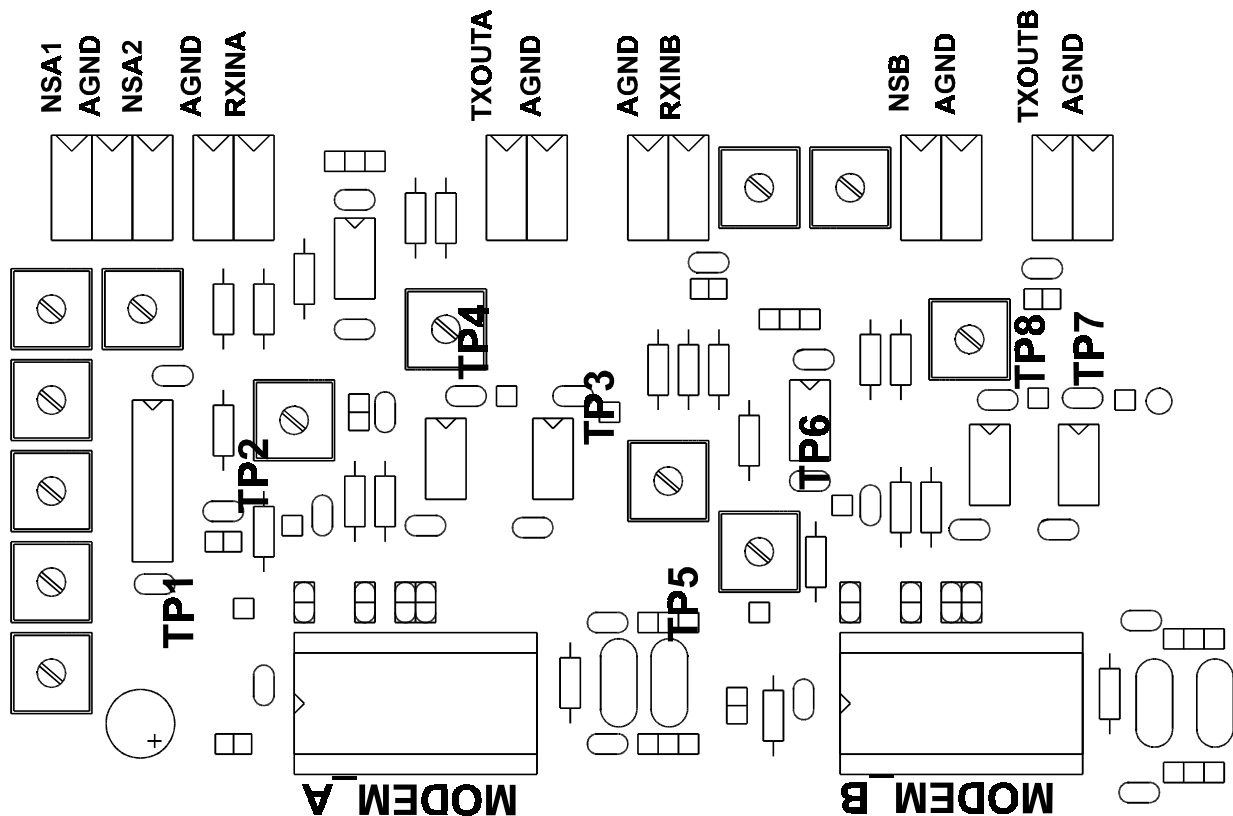 NSA1
AGND
NSA2
AGND
RXINA
TXOUTA
AGND
AGND
RXINB
NSB
AGND
TXOUTB
AGND
TP4
TP8
TP7
TP3
TP2
TP6
TP1
TP5
MODEM_A
MODEM_B